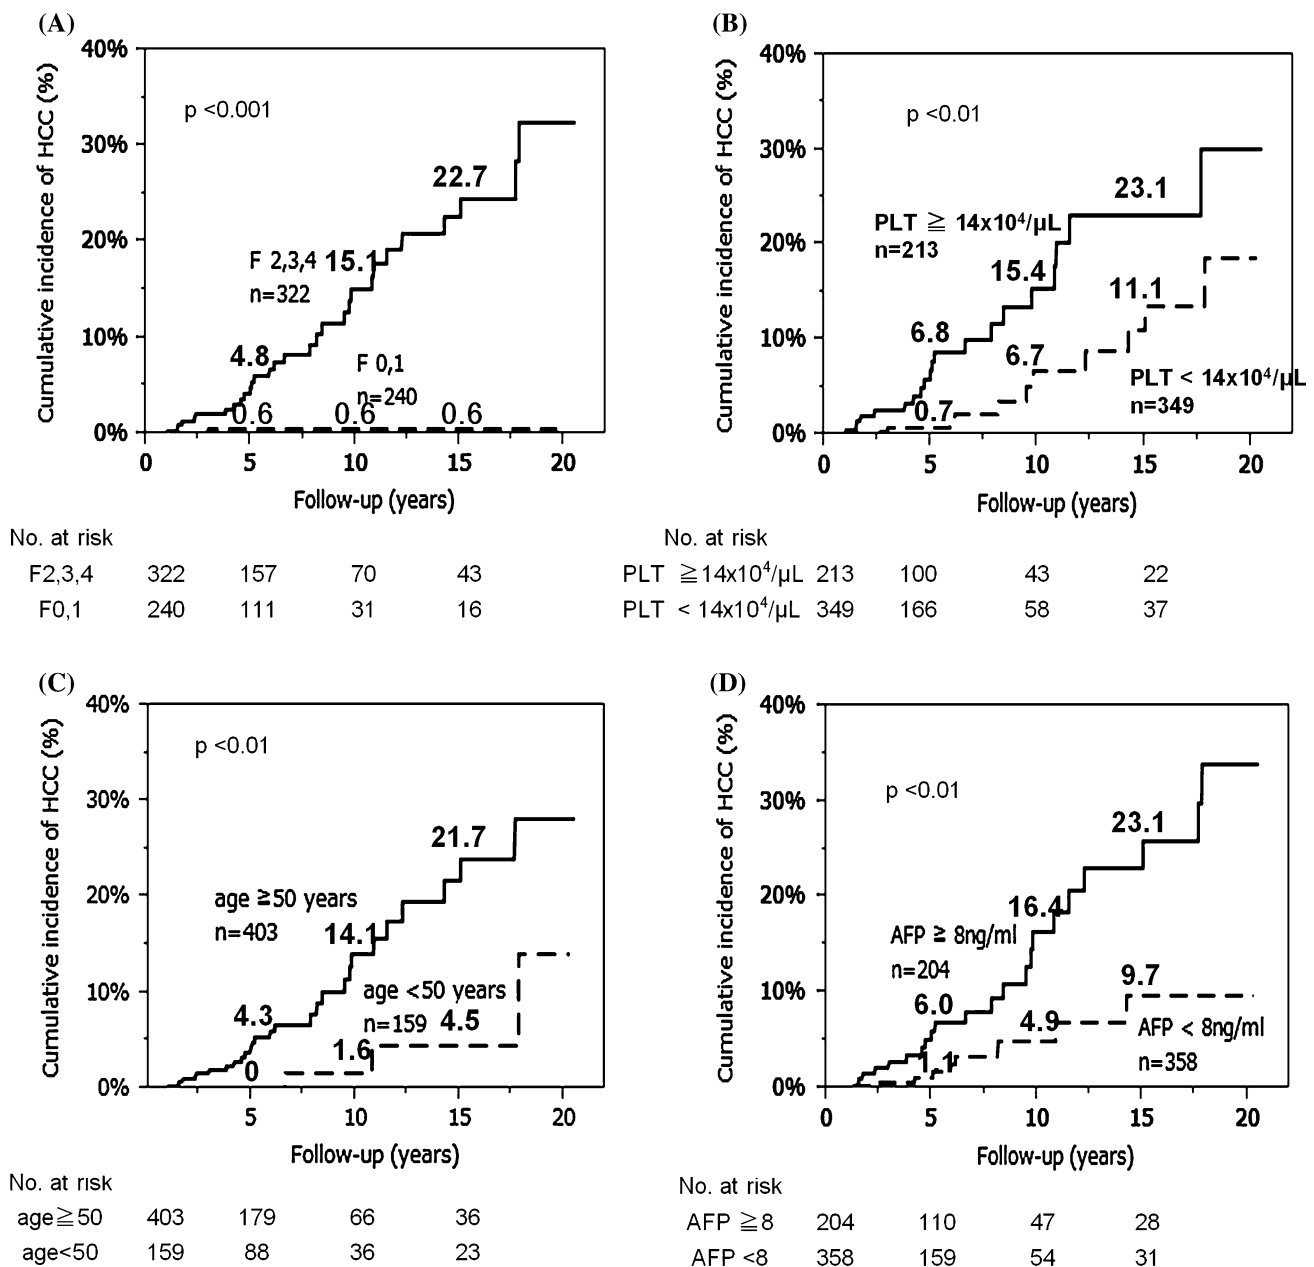 (A)
Cumulative incidence of HCC (%)
40%
30%
20%
10%
0%
p <0.001
22.7
15.1
4.8
F 2,3,4
n=322
F 0,1
n=240
0.6 0.6 0.6
0 5 10 15 20
Follow-up (years)
No. at risk
F2,3,4 322 157 70 43
F0,1 240 111 31 16
(B)
Cumulative incidence of HCC (%)
40%
30%
20%
10%
0%
p <0.01
23.1
PLT ≧ 14x10⁴/µL
n=213
15.4
11.1
6.8
6.7
PLT < 14x10⁴/µL
n=349
0.7
0 5 10 15 20
Follow-up (years)
No. at risk
PLT ≧14x10⁴/µL 213 100 43 22
PLT < 14x10⁴/µL 349 166 58 37
(C)
Cumulative incidence of HCC (%)
40%
30%
20%
10%
0%
p <0.01
21.7
age ≧50 years
n=403
14.1
age <50 years
n=159
4.5
4.3
1.6
0
5 10 15 20
Follow-up (years)
No. at risk
age≧50 403 179 66 36
age<50 159 88 36 23
(D)
Cumulative incidence of HCC (%)
40%
30%
20%
10%
0%
p <0.01
23.1
16.4
AFP ≧ 8ng/ml
n=204
9.7
6.0
4.9
AFP < 8ng/ml
n=358
0 5 10 15 20
Follow-up (years)
No. at risk
AFP ≧8 204 110 47 28
AFP <8 358 159 54 31